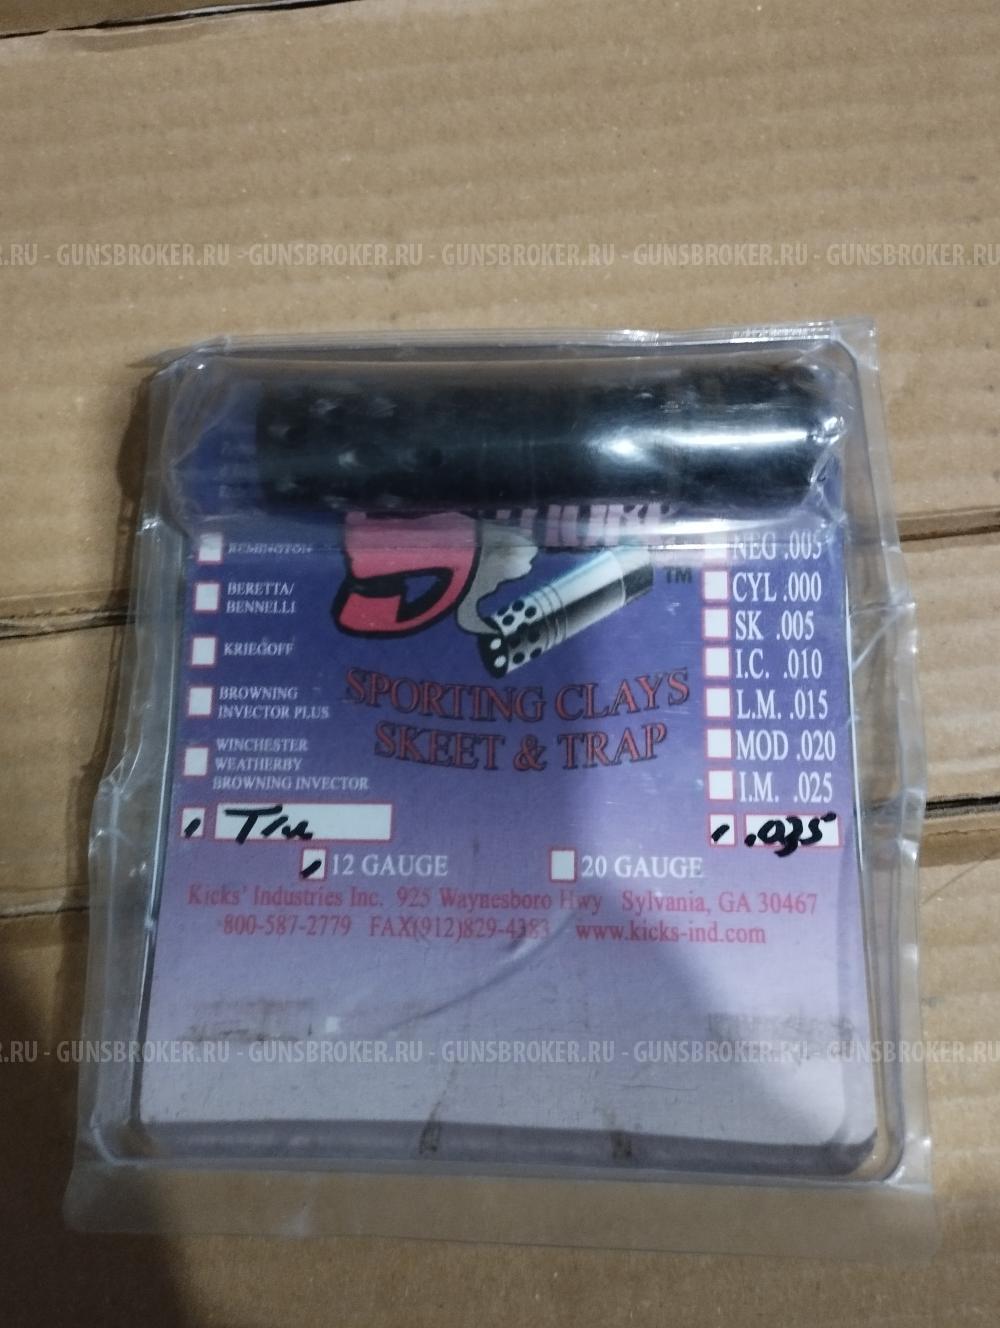 .RU - GUNSBROKER.RU - GUNSBROKER.RU - GUNSBROKER.RU - GUNSBROKER.RU - GUNSBROKER.RU
REMINGTON
BERETTA/
BENNELLI
KRIEGOFF
BROWNING
INVECTOR PLUS
WINCHESTER
WEATHERBY
BROWNING INVECTOR
TM
SPORTING CLAYS
SKEET & TRAP
NEG .005
CYL .000
SK .005
I.C. .010
L.M. .015
MOD .020
I.M. .025
.035
12 GAUGE
20 GAUGE
Kicks' Industries Inc. 925 Waynesboro Hwy Sylvania, GA 30467
800-587-2779 FAX(912)829-4383 www.kicks-ind.com
.RU - GUNSBROKER.RU - GUNSBROKER.RU - GUNSBROKER.RU - GUNSBROKER.RU - GUNSBROKER.RU